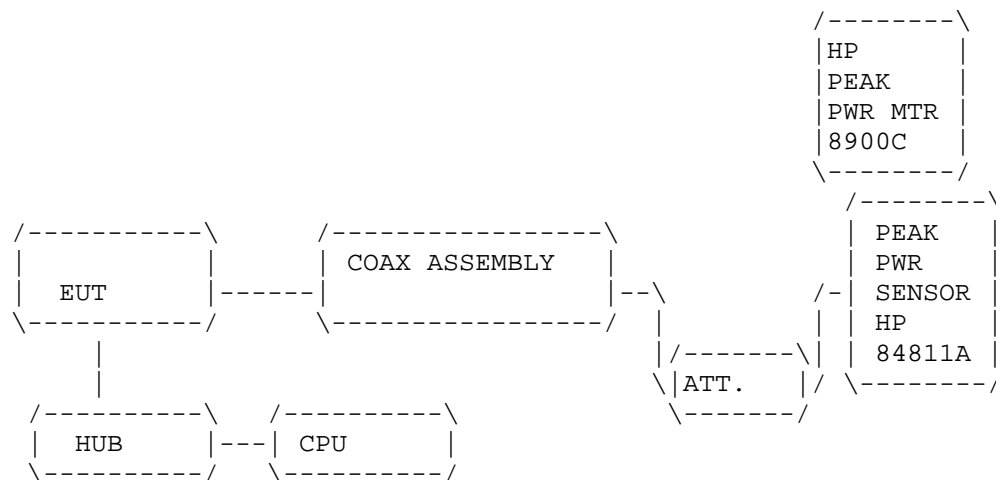 HP
PEAK
PWR MTR
8900C
PEAK
PWR
SENSOR
HP
84811A
COAX ASSEMBLY
EUT
ATT.
HUB
CPU